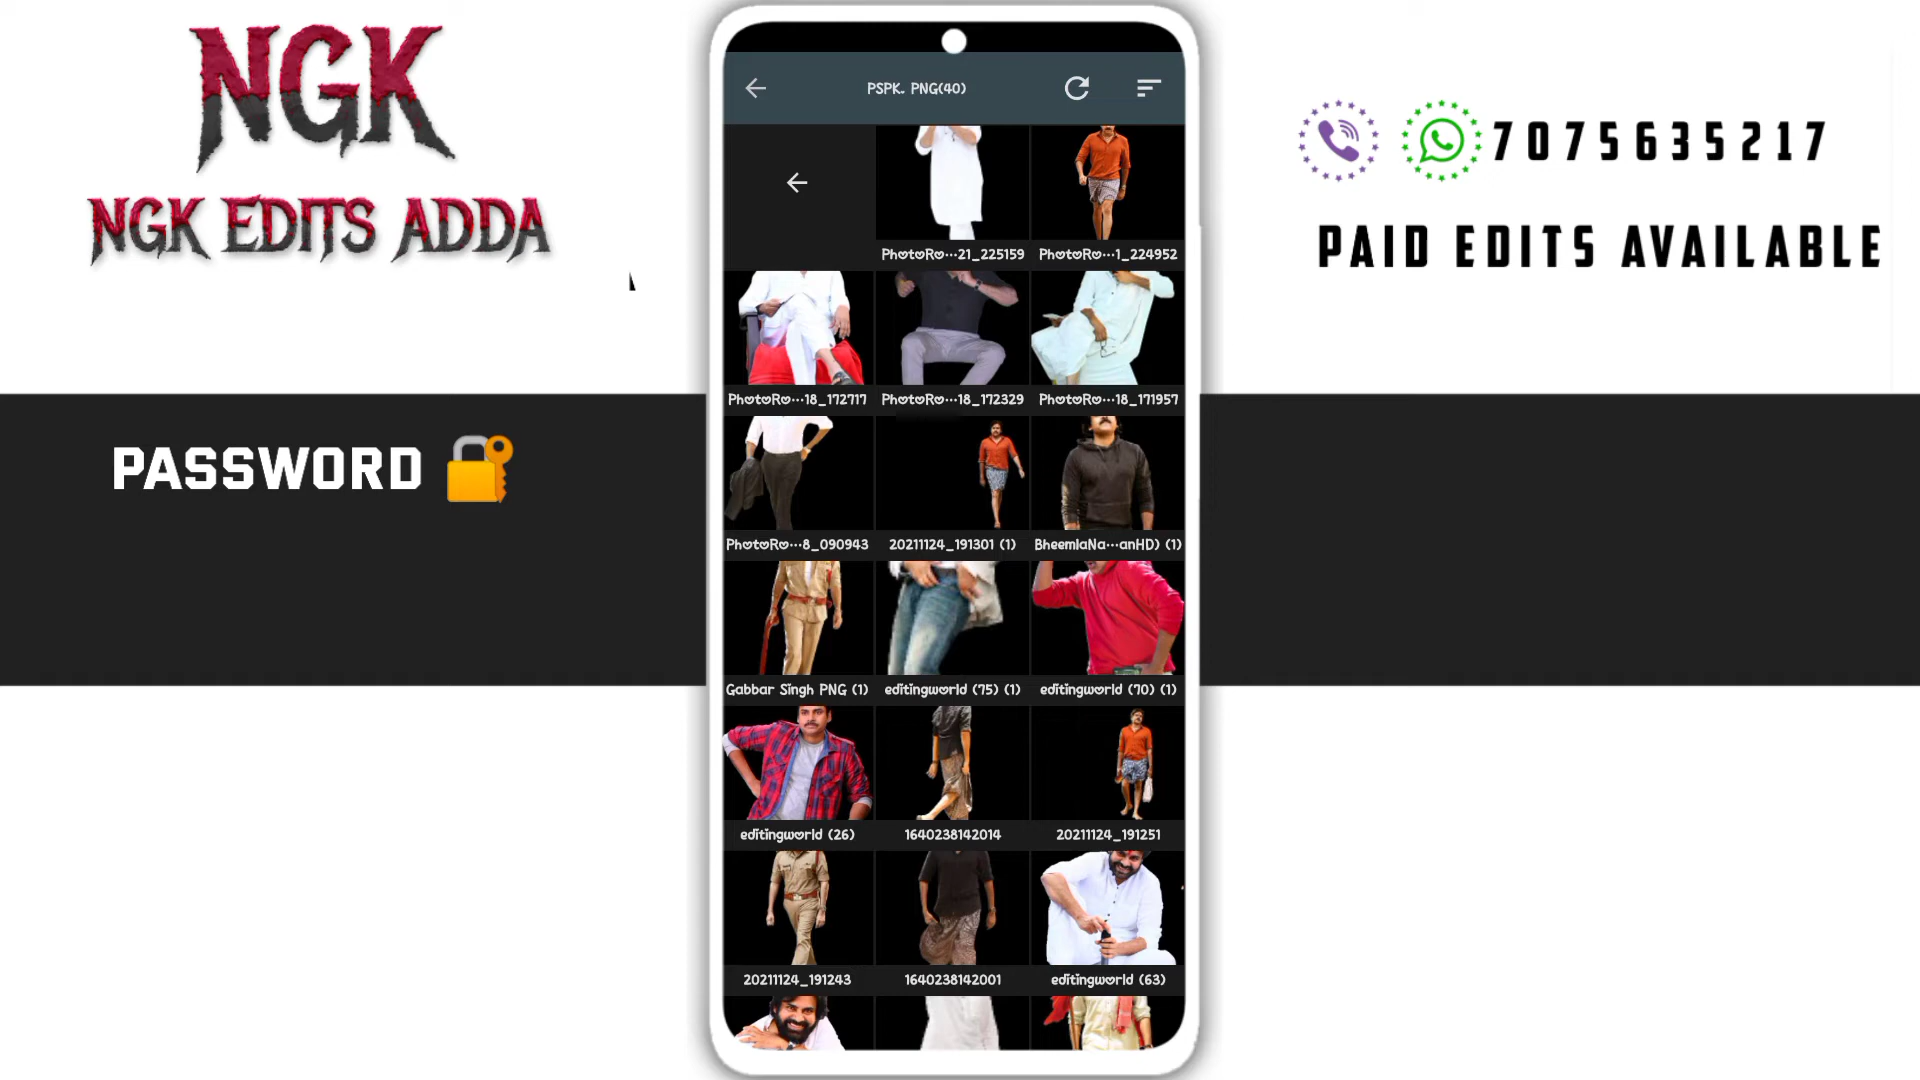 NGK
NGK EDITS ADDA
7075635217
PAID EDITS AVAILABLE
PASSWORD
PSPK. PNG(40)
PhotoRo...21_225159
PhotoRo...1_224952
PhotoRo...18_172717
PhotoRo...18_172329
PhotoRo...18_171957
PhotoRo...8_090943
20211124_191301 (1)
BheemlaNa...anHD) (1)
Gabbar Singh PNG (1)
editingworld (75) (1)
editingworld (70) (1)
editingworld (26)
1640238142014
20211124_191251
20211124_191243
1640238142001
editingworld (63)